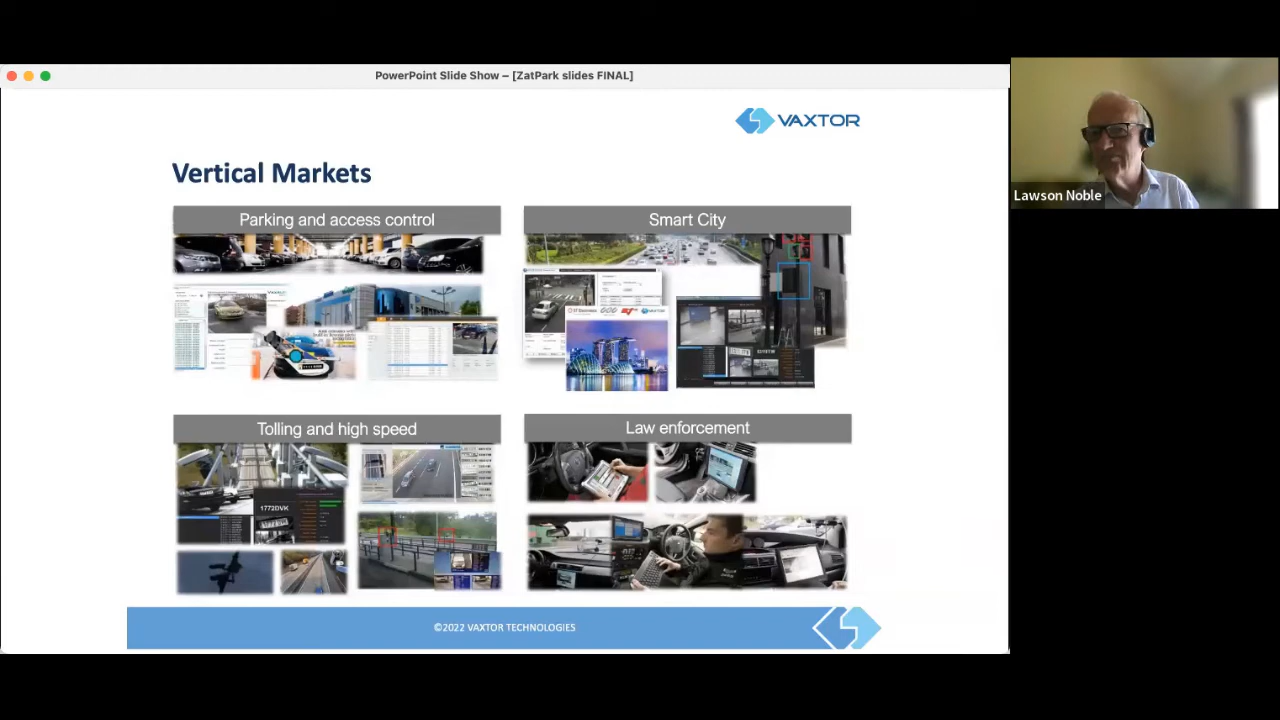 PowerPoint Slide Show – [ZatPark slides FINAL]
VAXTOR
Lawson Noble
Vertical Markets
Parking and access control
Smart City
Tolling and high speed
Law enforcement
1772DVK
©2022 VAXTOR TECHNOLOGIES